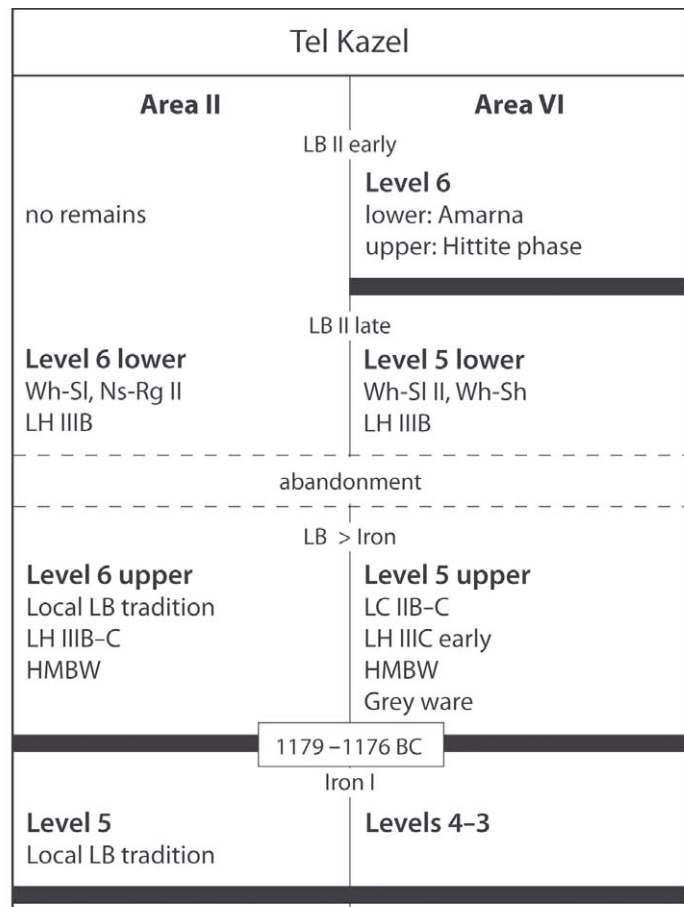 Tel Kazel
Area II
Area VI
LB II early
no remains
Level 6
lower: Amarna
upper: Hittite phase
LB II late
Level 6 lower
Wh-Sl, Ns-Rg II
LH IIIB
Level 5 lower
Wh-Sl II, Wh-Sh
LH IIIB
abandonment
LB > Iron
Level 6 upper
Local LB tradition
LH IIIB–C
HMBW
Level 5 upper
LC IIB–C
LH IIIC early
HMBW
Grey ware
1179 –1176 BC
Iron I
Level 5
Local LB tradition
Levels 4–3